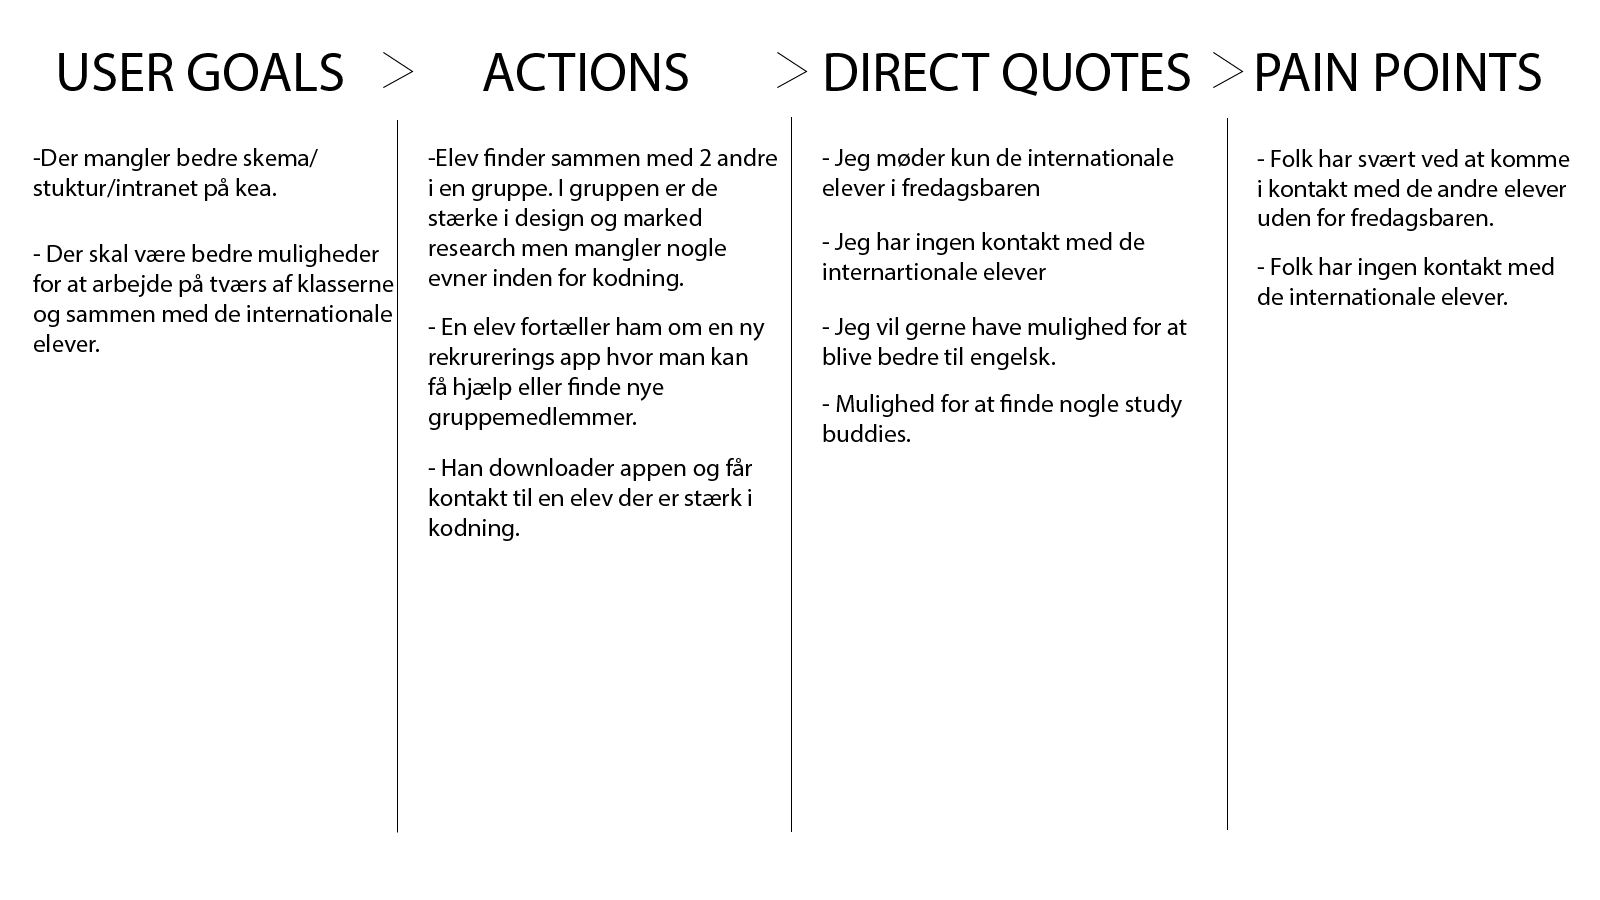 USER GOALS > ACTIONS > DIRECT QUOTES > PAIN POINTS
-Der mangler bedre skema/
stuktur/intranet på kea.
- Der skal være bedre muligheder
for at arbejde på tværs af klasserne
og sammen med de internationale
elever.
-Elev finder sammen med 2 andre
i en gruppe. I gruppen er de
stærke i design og marked
research men mangler nogle
evner inden for kodning.
- En elev fortæller ham om en ny
rekrurerings app hvor man kan
få hjælp eller finde nye
gruppemedlemmer.
- Han downloader appen og får
kontakt til en elev der er stærk i
kodning.
- Jeg møder kun de internationale
elever i fredagsbaren
- Jeg har ingen kontakt med de
internartionale elever
- Jeg vil gerne have mulighed for at
blive bedre til engelsk.
- Mulighed for at finde nogle study
buddies.
- Folk har svært ved at komme
i kontakt med de andre elever
uden for fredagsbaren.
- Folk har ingen kontakt med
de internationale elever.